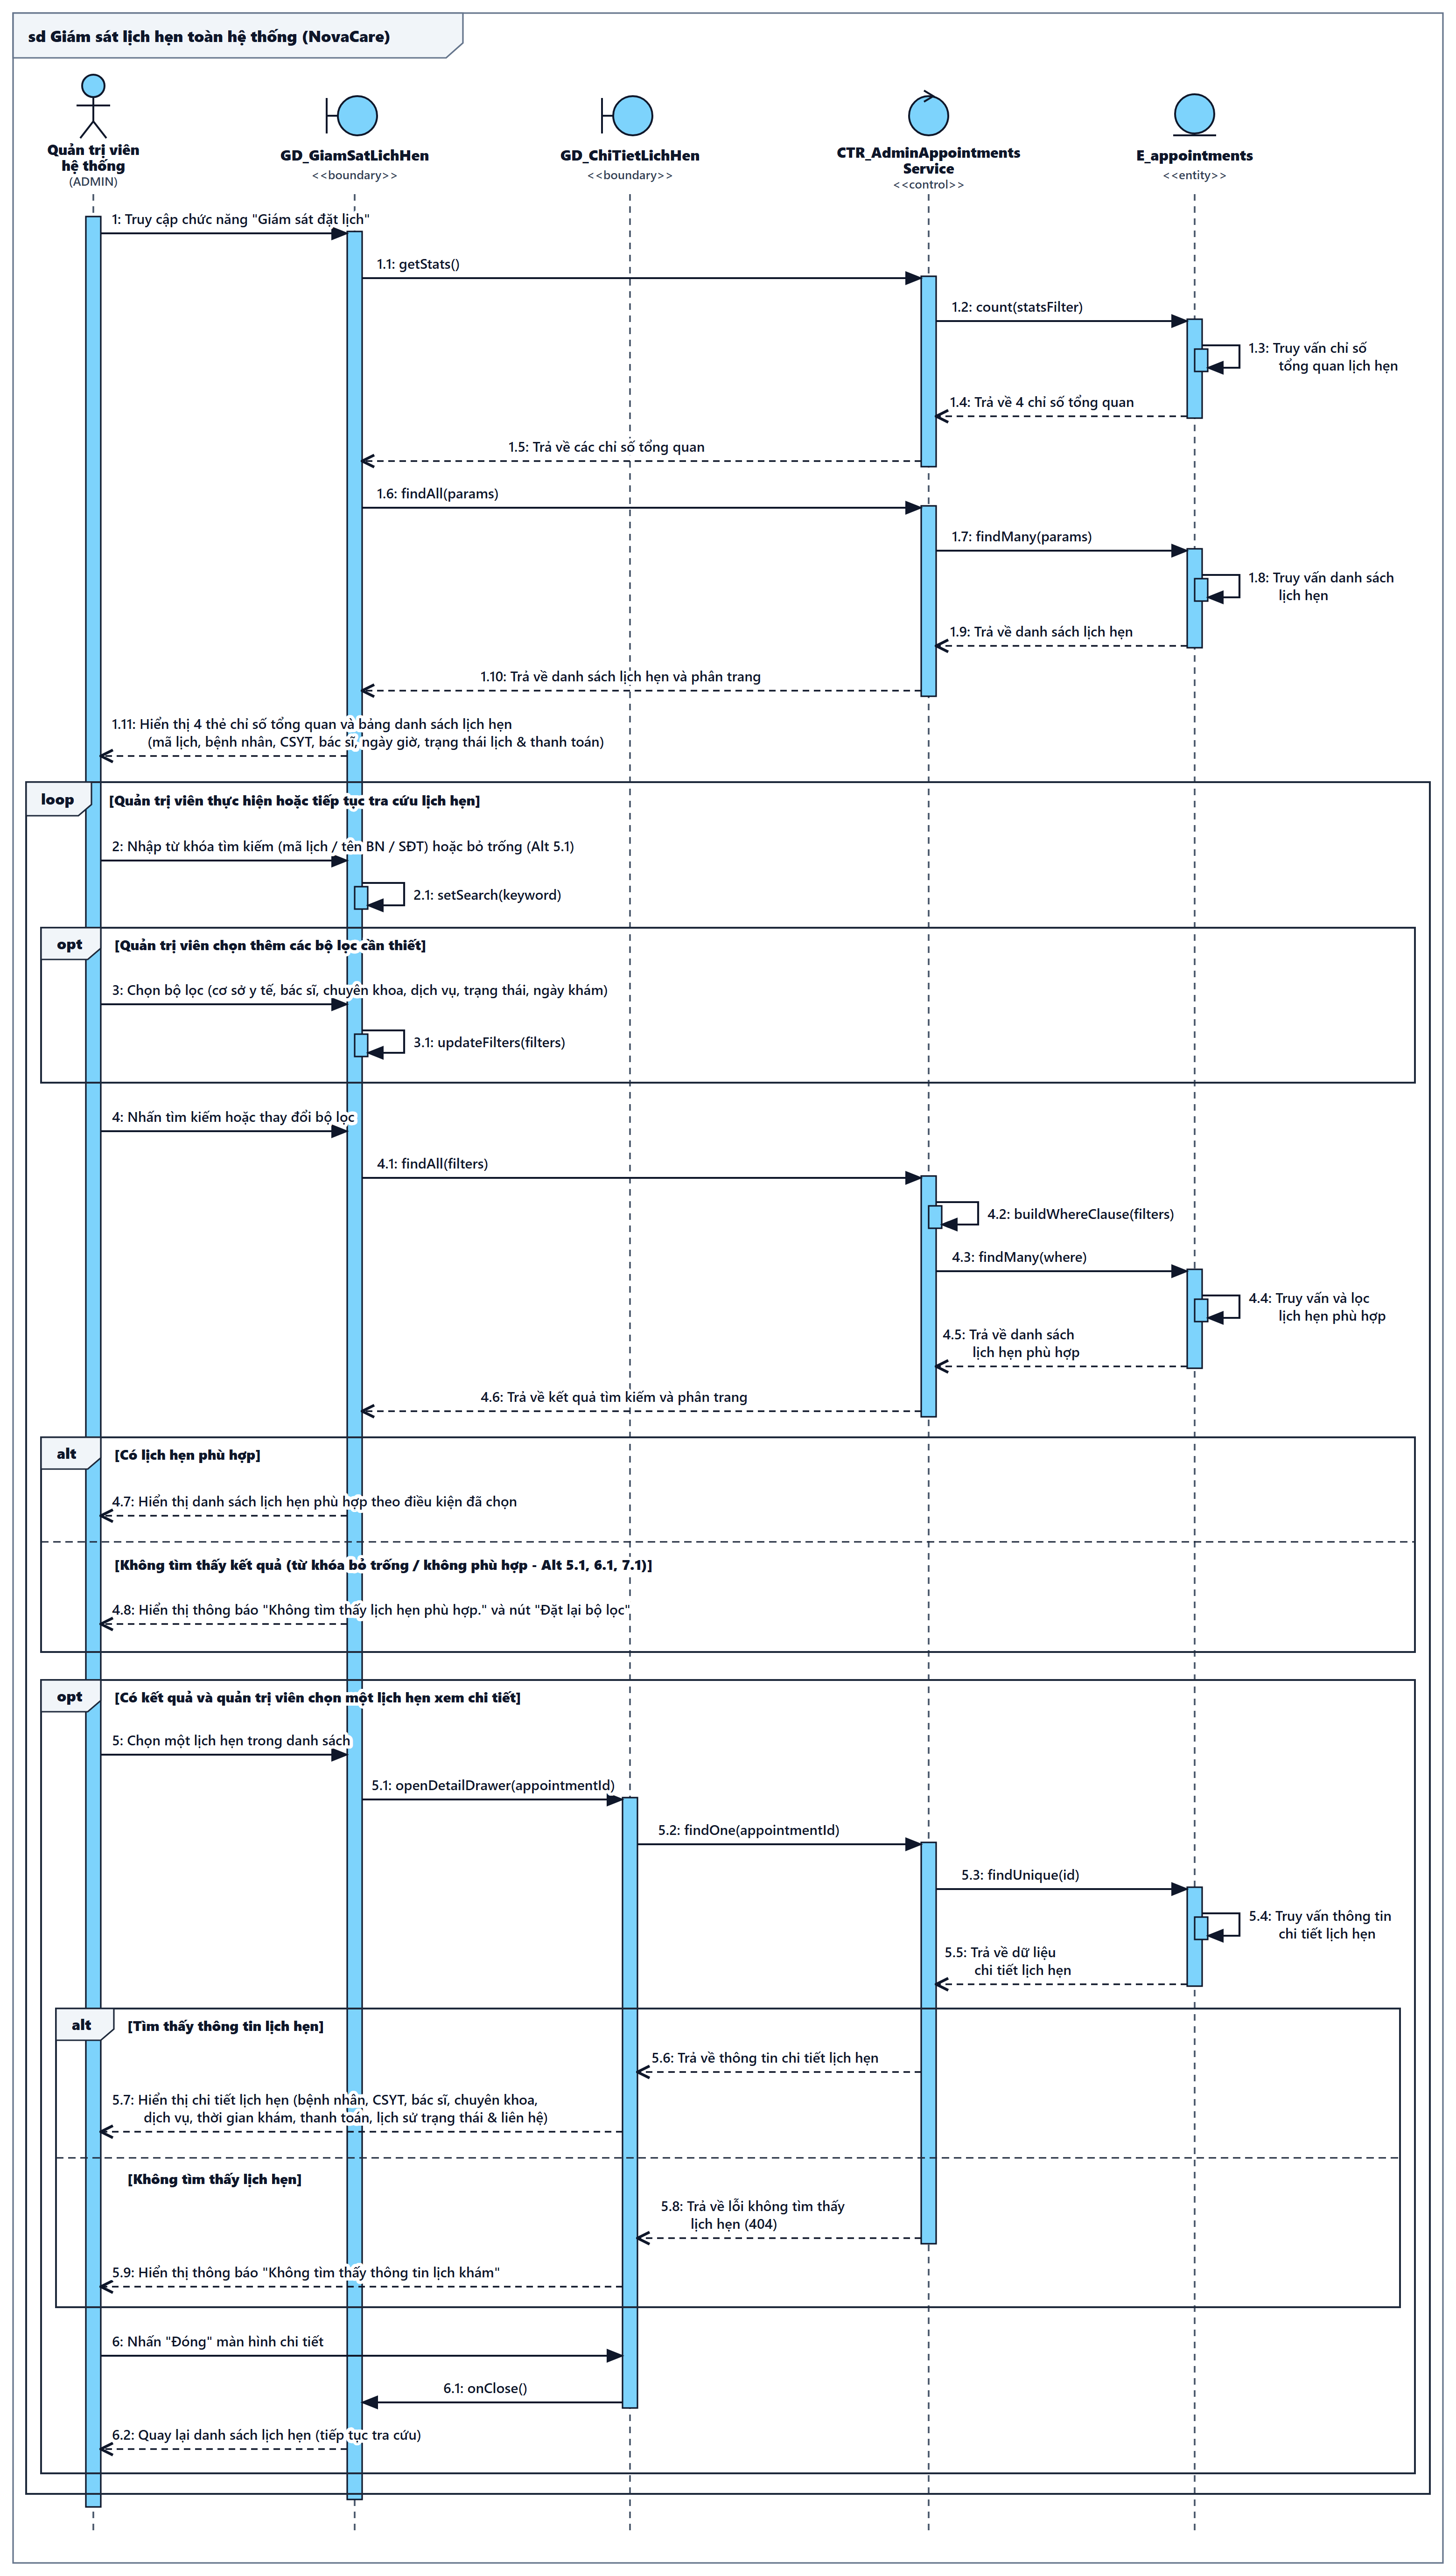 sd Giám sát lịch hẹn toàn hệ thống (NovaCare)
Quản trị viên
hệ thống
(ADMIN)
GD_GiamSatLichHen
<<boundary>>
GD_ChiTietLichHen
<<boundary>>
CTR_AdminAppointments
Service
<<control>>
E_appointments
<<entity>>
1: Truy cập chức năng "Giám sát đặt lịch"
1.1: getStats()
1.2: count(statsFilter)
1.3: Truy vấn chỉ số
tổng quan lịch hẹn
1.4: Trả về 4 chỉ số tổng quan
1.5: Trả về các chỉ số tổng quan
1.6: findAll(params)
1.7: findMany(params)
1.8: Truy vấn danh sách
lịch hẹn
1.9: Trả về danh sách lịch hẹn
1.10: Trả về danh sách lịch hẹn và phân trang
1.11: Hiển thị 4 thẻ chỉ số tổng quan và bảng danh sách lịch hẹn
(mã lịch, bệnh nhân, CSYT, bác sĩ, ngày giờ, trạng thái lịch & thanh toán)
loop
[Quản trị viên thực hiện hoặc tiếp tục tra cứu lịch hẹn]
2: Nhập từ khóa tìm kiếm (mã lịch / tên BN / SĐT) hoặc bỏ trống (Alt 5.1)
2.1: setSearch(keyword)
opt
[Quản trị viên chọn thêm các bộ lọc cần thiết]
3: Chọn bộ lọc (cơ sở y tế, bác sĩ, chuyên khoa, dịch vụ, trạng thái, ngày khám)
3.1: updateFilters(filters)
4: Nhấn tìm kiếm hoặc thay đổi bộ lọc
4.1: findAll(filters)
4.2: buildWhereClause(filters)
4.3: findMany(where)
4.4: Truy vấn và lọc
lịch hẹn phù hợp
4.5: Trả về danh sách
lịch hẹn phù hợp
4.6: Trả về kết quả tìm kiếm và phân trang
alt
[Có lịch hẹn phù hợp]
4.7: Hiển thị danh sách lịch hẹn phù hợp theo điều kiện đã chọn
[Không tìm thấy kết quả (từ khóa bỏ trống / không phù hợp - Alt 5.1, 6.1, 7.1)]
4.8: Hiển thị thông báo "Không tìm thấy lịch hẹn phù hợp." và nút "Đặt lại bộ lọc"
opt
[Có kết quả và quản trị viên chọn một lịch hẹn xem chi tiết]
5: Chọn một lịch hẹn trong danh sách
5.1: openDetailDrawer(appointmentId)
5.2: findOne(appointmentId)
5.3: findUnique(id)
5.4: Truy vấn thông tin
chi tiết lịch hẹn
5.5: Trả về dữ liệu
chi tiết lịch hẹn
alt
[Tìm thấy thông tin lịch hẹn]
5.6: Trả về thông tin chi tiết lịch hẹn
5.7: Hiển thị chi tiết lịch hẹn (bệnh nhân, CSYT, bác sĩ, chuyên khoa,
dịch vụ, thời gian khám, thanh toán, lịch sử trạng thái & liên hệ)
[Không tìm thấy lịch hẹn]
5.8: Trả về lỗi không tìm thấy
lịch hẹn (404)
5.9: Hiển thị thông báo "Không tìm thấy thông tin lịch khám"
6: Nhấn "Đóng" màn hình chi tiết
6.1: onClose()
6.2: Quay lại danh sách lịch hẹn (tiếp tục tra cứu)